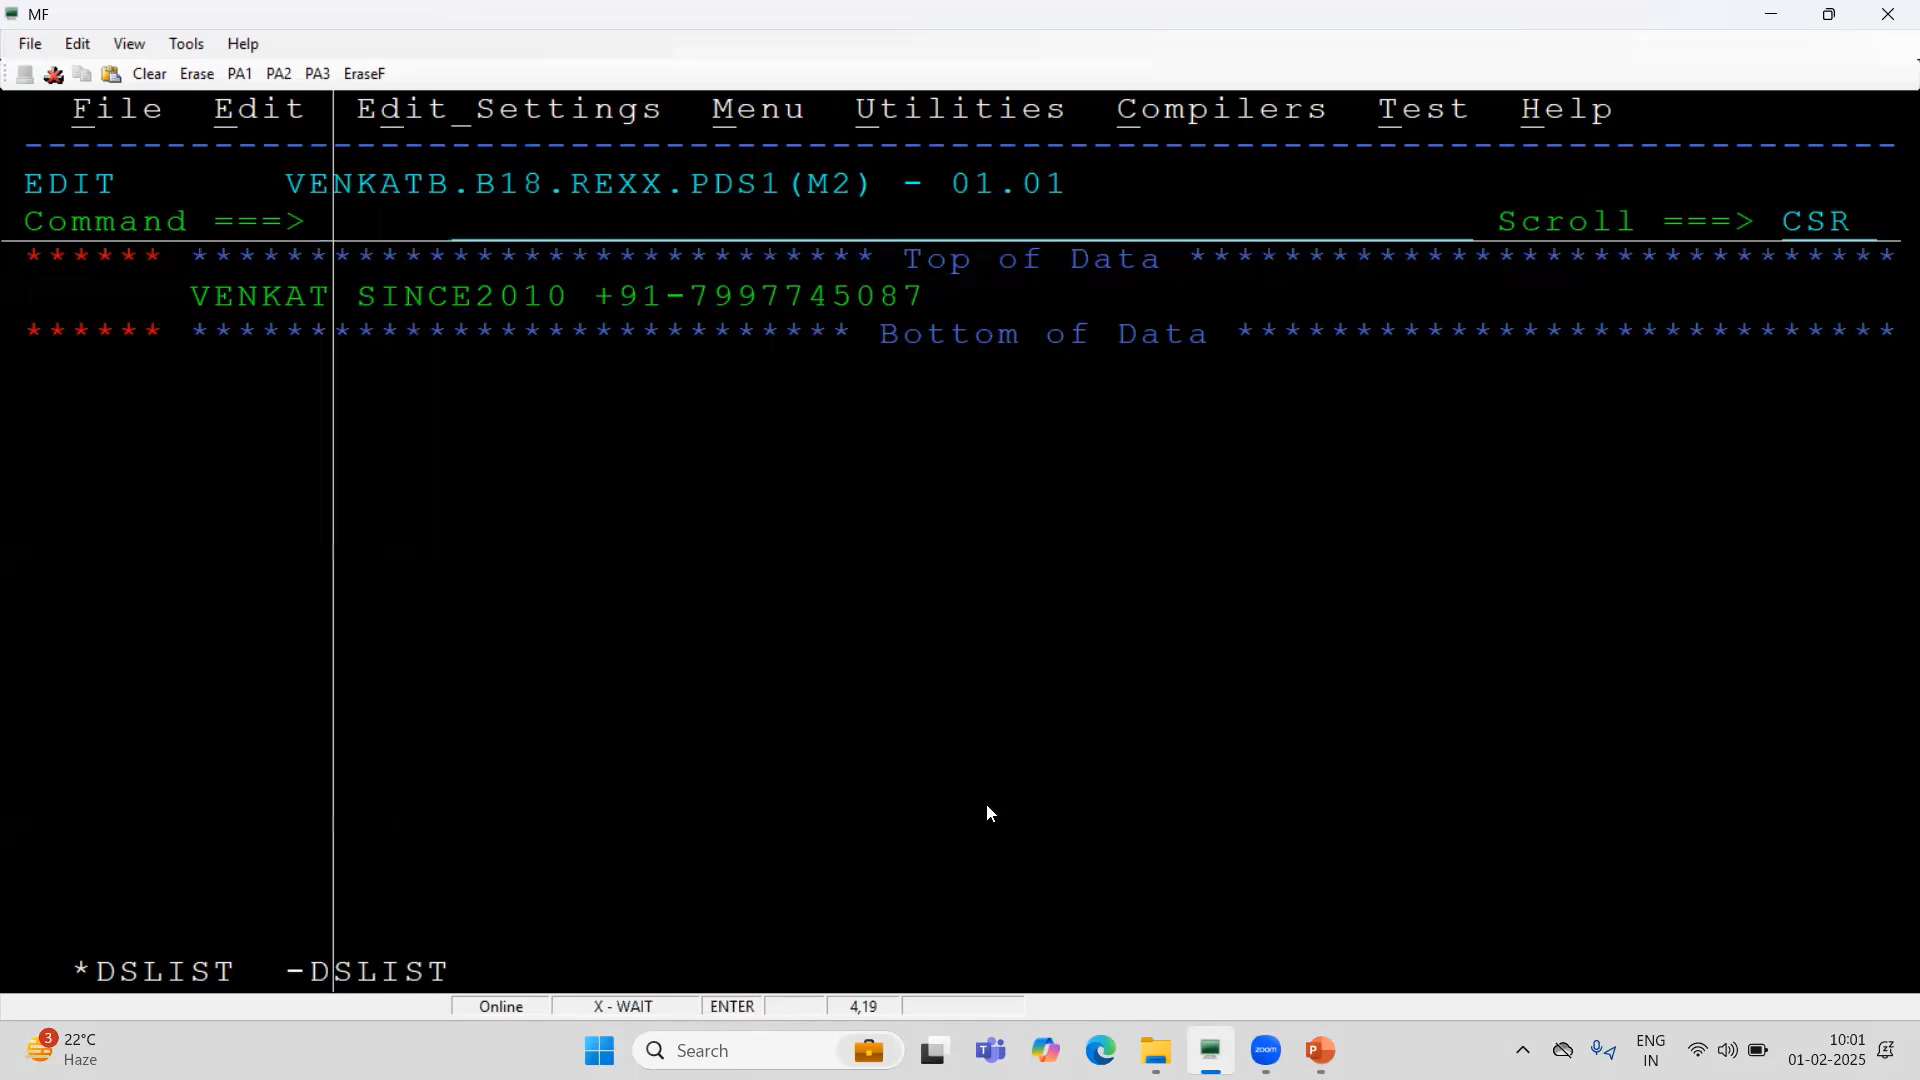 MF
File Edit View Tools Help
Clear Erase PA1 PA2 PA3 EraseF
File Edit Edit_Settings Menu Utilities Compilers Test Help
EDIT VENKATB.B18.REXX.PDS1(M2) - 01.01
Command ===> Scroll ===> CSR
****** **************************** Top of Data ******************************
VENKAT SINCE2010 +91-7997745087
****** *************************** Bottom of Data ****************************
*DSLIST -DSLIST
Online X - WAIT ENTER 4,19
3 22°C
Haze
Search
zoom
P
ENG
IN
10:01
01-02-2025